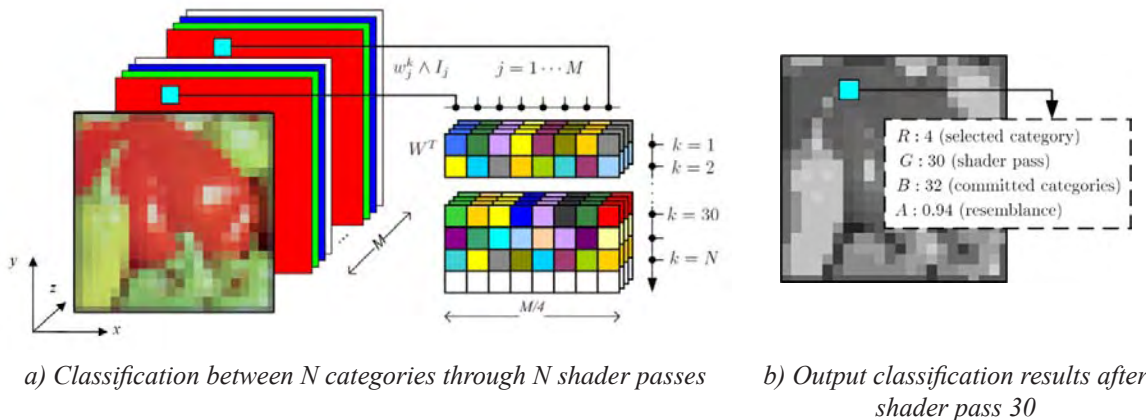 w_j^k ∧ I_j
j = 1 ⋯ M
W^T
k = 1
k = 2
k = 30
k = N
...
M
M/4
y
z
x
R : 4 (selected category)
G : 30 (shader pass)
B : 32 (committed categories)
A : 0.94 (resemblance)
a) Classification between N categories through N shader passes
b) Output classification results after
shader pass 30